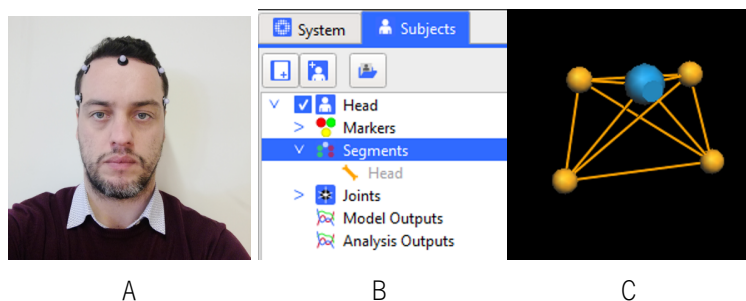 System
Subjects
Head
Markers
Segments
Head
Joints
Model Outputs
Analysis Outputs
A
B
C